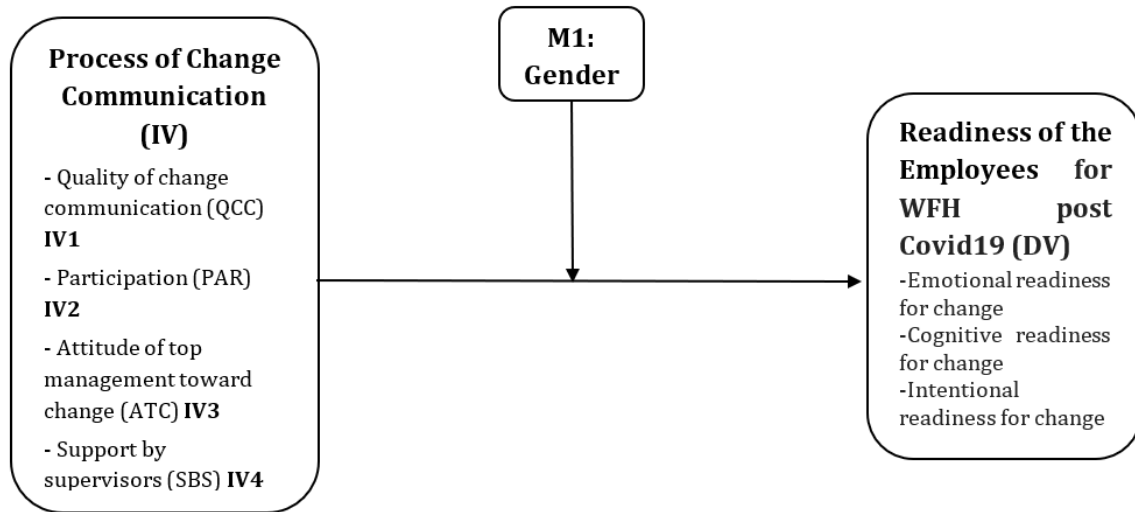 Process of Change
Communication
(IV)
- Quality of change
communication (QCC)
IV1
- Participation (PAR)
IV2
- Attitude of top
management toward
change (ATC) IV3
- Support by
supervisors (SBS) IV4
M1:
Gender
Readiness of the
Employees for
WFH post
Covid19 (DV)
-Emotional readiness
for change
-Cognitive readiness
for change
-Intentional
readiness for change